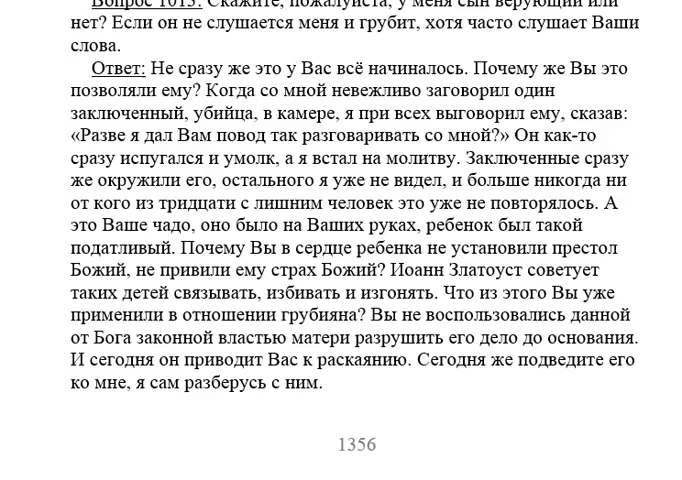 Вопрос 1015: Скажите, пожалуйста, у меня сын верующий или
нет? Если он не слушается меня и грубит, хотя часто слушает Ваши
слова.
Ответ: Не сразу же это у Вас всё начиналось. Почему же Вы это
позволяли ему? Когда со мной невежливо заговорил один
заключенный, убийца, в камере, я при всех выговорил ему, сказав:
«Разве я дал Вам повод так разговаривать со мной?» Он как-то
сразу испугался и умолк, а я встал на молитву. Заключенные сразу
же окружили его, остального я уже не видел, и больше никогда ни
от кого из тридцати с лишним человек это уже не повторялось. А
это Ваше чадо, оно было на Ваших руках, ребенок был такой
податливый. Почему Вы в сердце ребенка не установили престол
Божий, не привили ему страх Божий? Иоанн Златоуст советует
таких детей связывать, избивать и изгонять. Что из этого Вы уже
применили в отношении грубияна? Вы не воспользовались данной
от Бога законной властью матери разрушить его дело до основания.
И сегодня он приводит Вас к раскаянию. Сегодня же подведите его
ко мне, я сам разберусь с ним.
1356